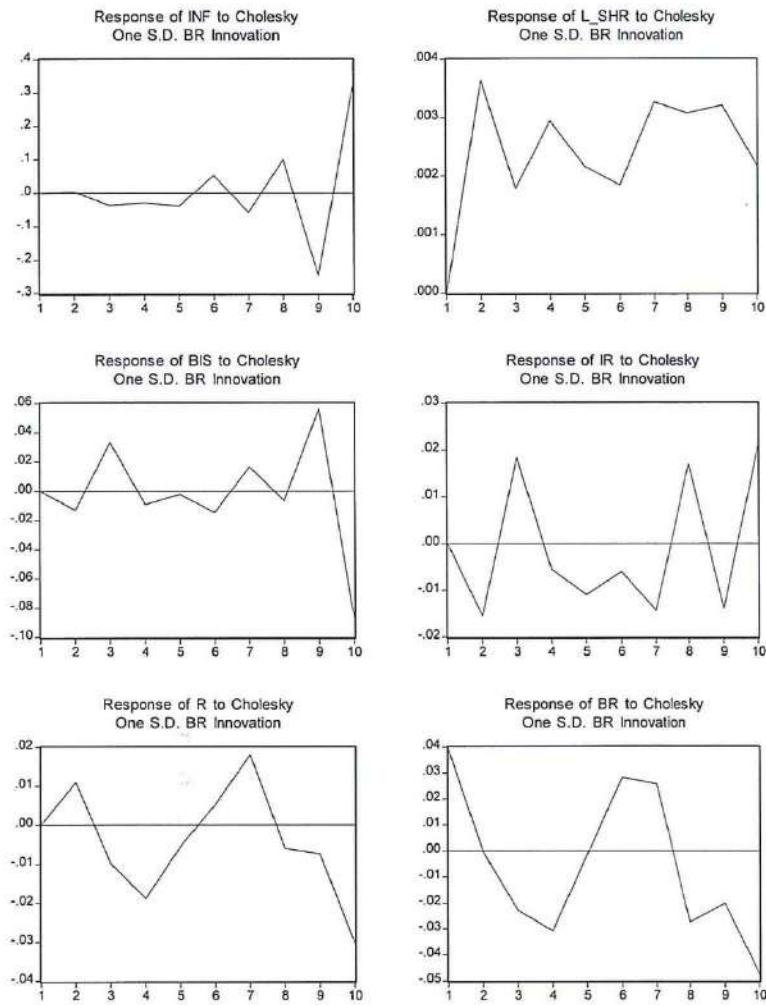 Response of INF to Cholesky
One S.D. BR Innovation
.4
.3
.2
.1
.0
-.1
-.2
-.3
1 2 3 4 5 6 7 8 9 10
Response of L_SHR to Cholesky
One S.D. BR Innovation
.004
.003
.002
.001
.000
1 2 3 4 5 6 7 8 9 10
Response of BIS to Cholesky
One S.D. BR Innovation
.06
.04
.02
.00
-.02
-.04
-.06
-.08
-.10
1 2 3 4 5 6 7 8 9 10
Response of IR to Cholesky
One S.D. BR Innovation
.03
.02
.01
.00
-.01
-.02
1 2 3 4 5 6 7 8 9 10
Response of R to Cholesky
One S.D. BR Innovation
.02
.01
.00
-.01
-.02
-.03
-.04
1 2 3 4 5 6 7 8 9 10
Response of BR to Cholesky
One S.D. BR Innovation
.04
.03
.02
.01
.00
-.01
-.02
-.03
-.04
-.05
1 2 3 4 5 6 7 8 9 10